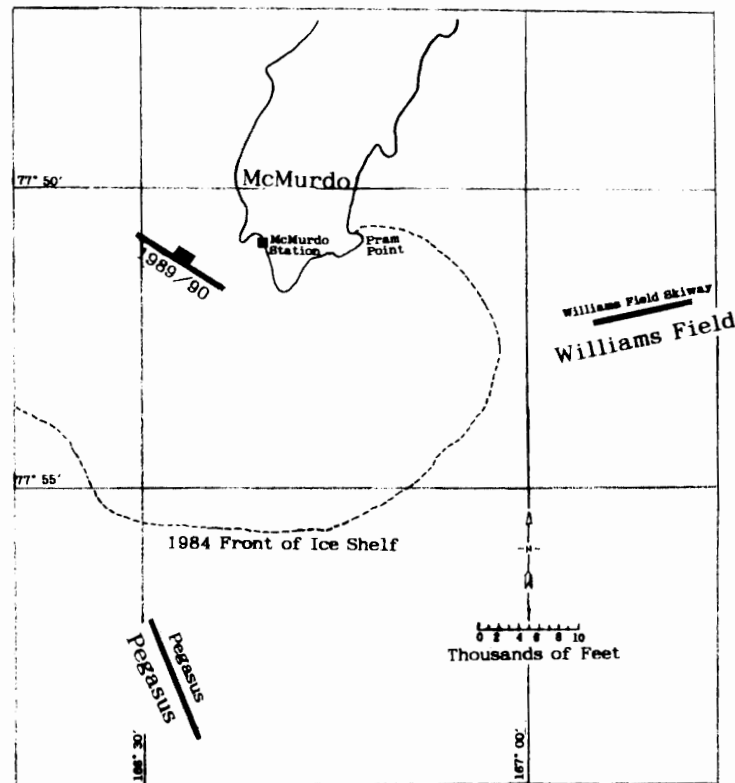 McMurdo
77° 50'
McMurdo
Station
Pram
Point
1989/90
Williams Field Skiway
Williams Field
77° 55'
1984 Front of Ice Shelf
N
0 2 4 6 8 10
Thousands of Feet
Pegasus
Pegasus
166° 30'
167° 00'